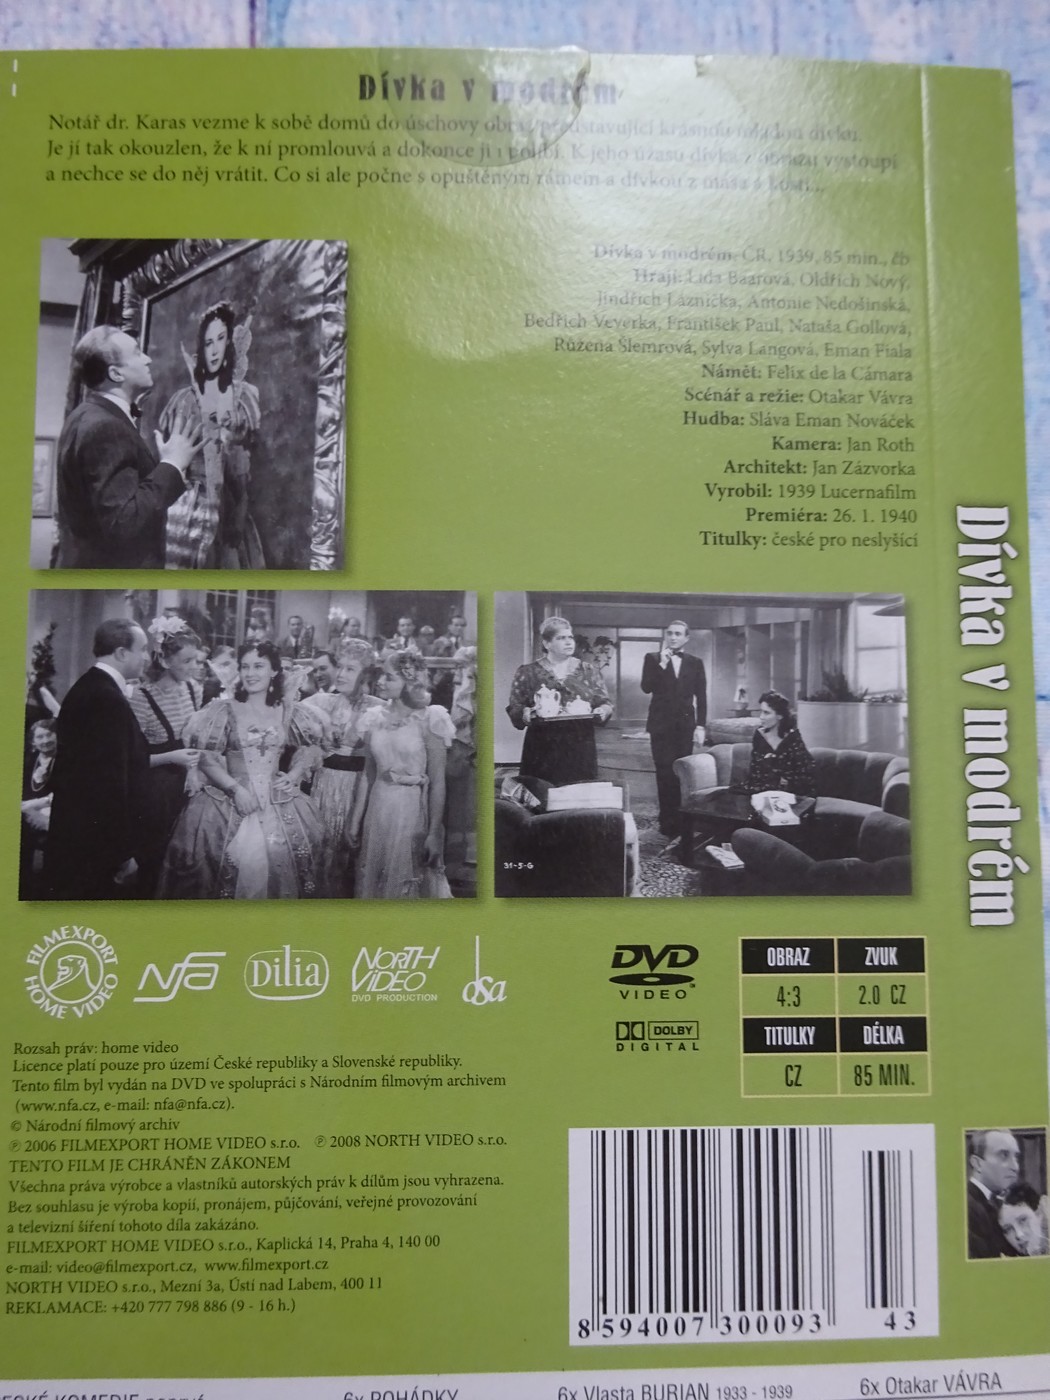 Dívka v modrém
Notář dr. Karas vezme k sobě domů do úschovy obraz představující krásnou mladou dívku.
Je jí tak okouzlen, že k ní promlouvá a dokonce ji i políbí. K jeho úžasu dívka z obrazu vystoupí
a nechce se do něj vrátit. Co si ale počne s opuštěným rámem a dívkou z masa a kostí...
Dívka v modrém, ČR, 1939, 85 min., čb
Hrají: Lída Baarová, Oldřich Nový,
Jindřich Láznička, Antonie Nedošinská,
Bedřich Veverka, František Paul, Nataša Gollová,
Růžena Šlemrová, Sylva Langová, Eman Fiala
Námět: Felix de la Cámara
Scénář a režie: Otakar Vávra
Hudba: Sláva Eman Nováček
Kamera: Jan Roth
Architekt: Jan Zázvorka
Vyrobil: 1939 Lucernafilm
Premiéra: 26. 1. 1940
Titulky: české pro neslyšící
Dívka v modrém
31-5-G
FILMEXPORT HOME VIDEO
nfa
Dilia
NORTH VIDEO
DVD PRODUCTION
dsa
DVD VIDEO
DOLBY DIGITAL
OBRAZ ZVUK
4:3 2.0 CZ
TITULKY DÉLKA
CZ 85 MIN.
Rozsah práv: home video
Licence platí pouze pro území České republiky a Slovenské republiky.
Tento film byl vydán na DVD ve spolupráci s Národním filmovým archivem
(www.nfa.cz, e-mail: nfa@nfa.cz).
© Národní filmový archiv
℗ 2006 FILMEXPORT HOME VIDEO s.r.o. ℗ 2008 NORTH VIDEO s.r.o.
TENTO FILM JE CHRÁNĚN ZÁKONEM
Všechna práva výrobce a vlastníků autorských práv k dílům jsou vyhrazena.
Bez souhlasu je výroba kopií, pronájem, půjčování, veřejné provozování
a televizní šíření tohoto díla zakázáno.
FILMEXPORT HOME VIDEO s.r.o., Kaplická 14, Praha 4, 140 00
e-mail: video@filmexport.cz, www.filmexport.cz
NORTH VIDEO s.r.o., Mezní 3a, Ústí nad Labem, 400 11
REKLAMACE: +420 777 798 886 (9 - 16 h.)
8 594007 300093 43
6x POHÁDKY
6x Vlasta BURIAN 1933 - 1939
6x Otakar VÁVRA